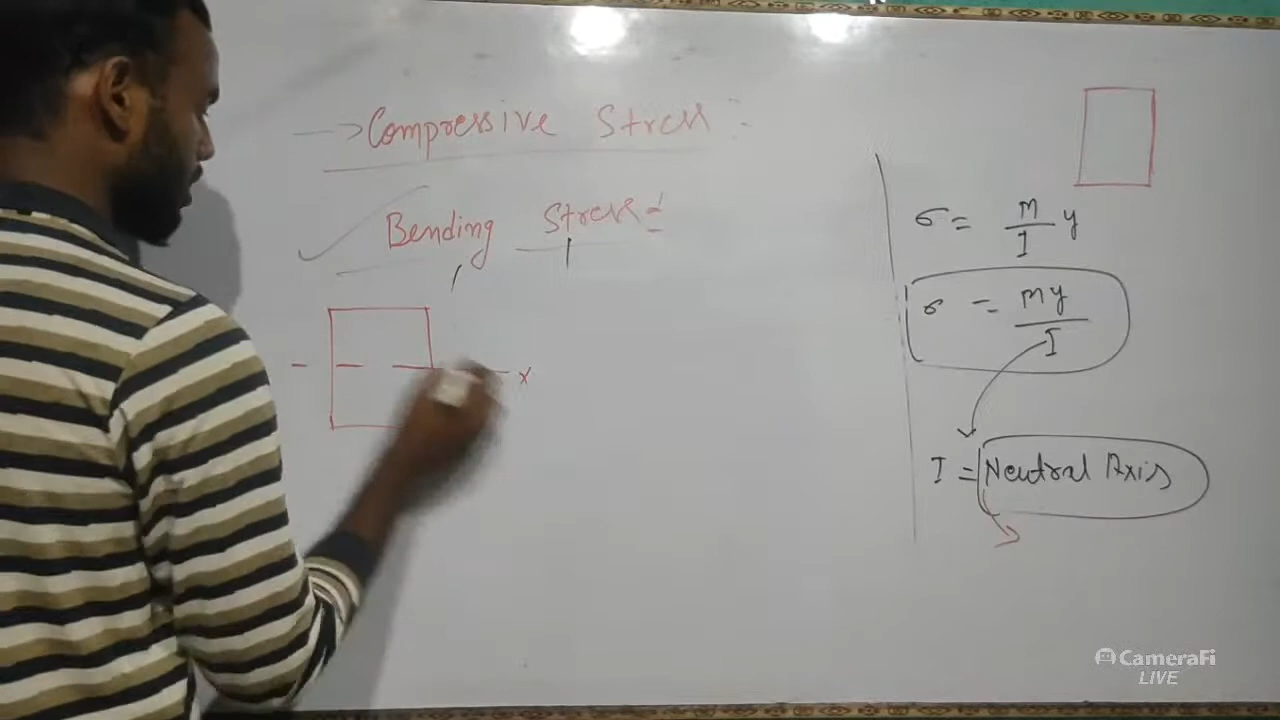 → Compressive Stress :-
Bending Stress :-
x
σ = M/I y
σ = My/I
I = Neutral Axis
CameraFi
LIVE